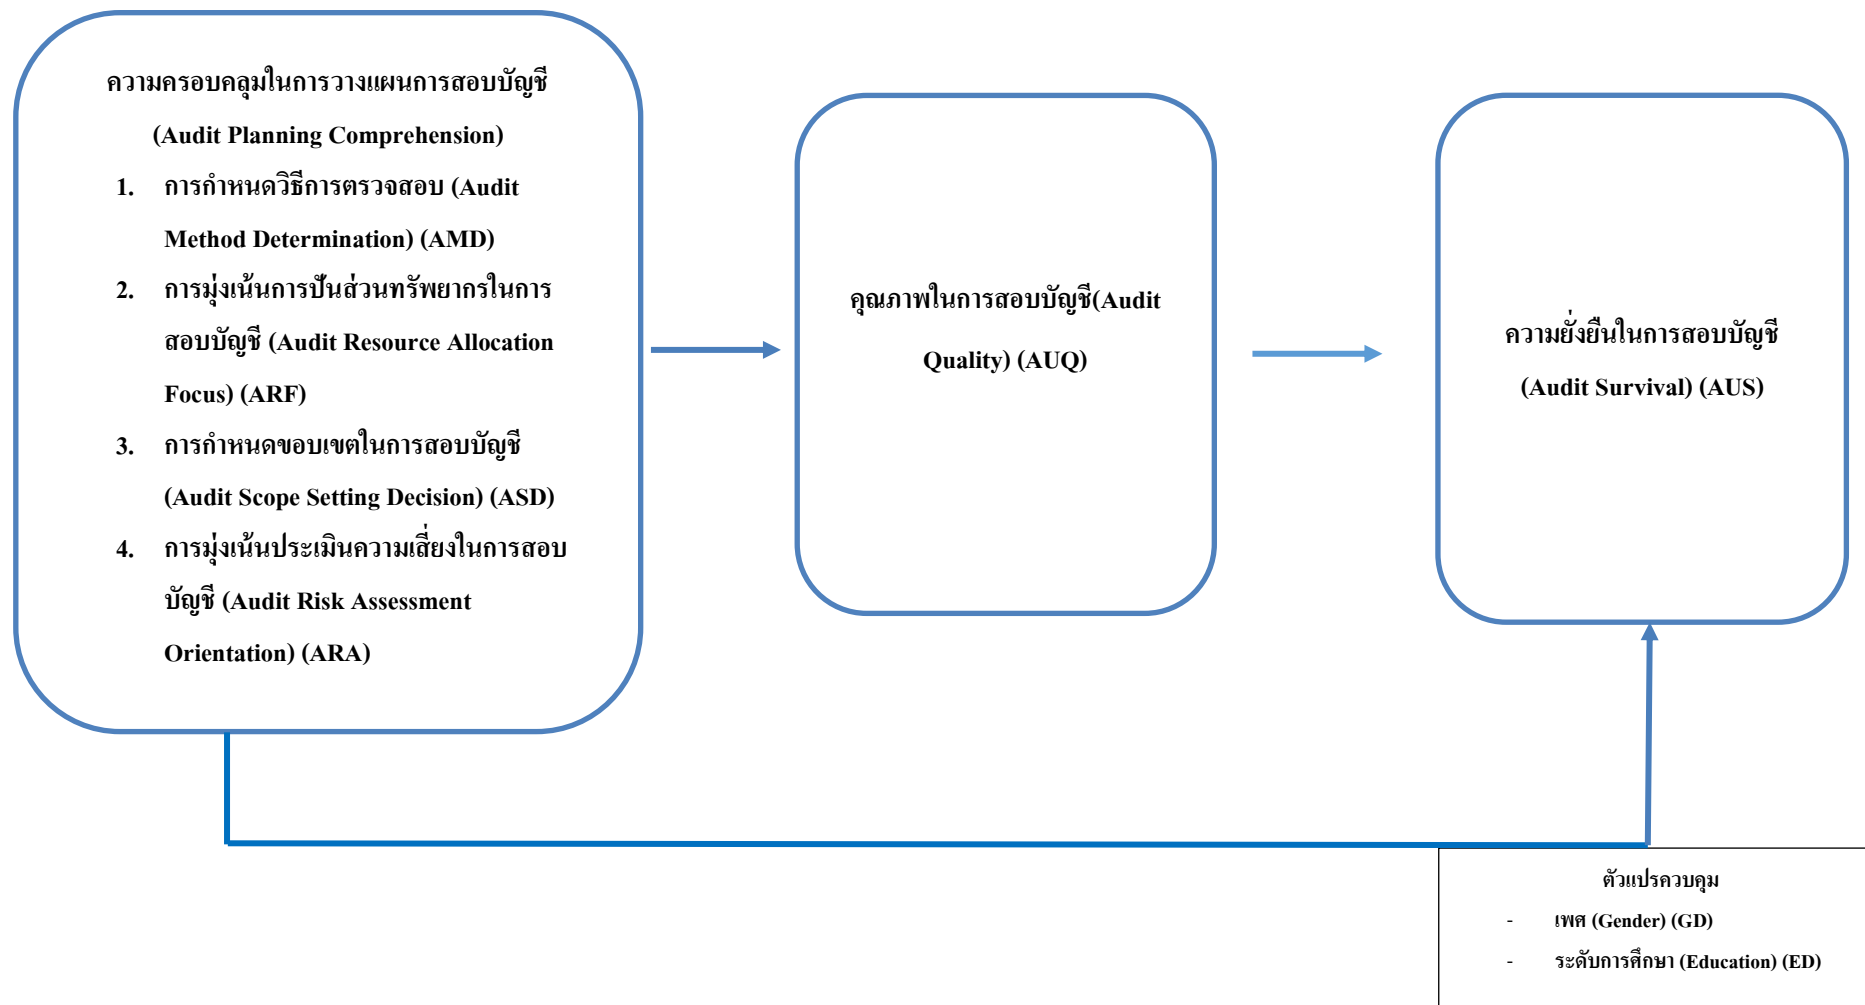 ความครอบคลุมในการวางแผนการสอบบัญชี
(Audit Planning Comprehension)
1. การกำหนดวิธีการตรวจสอบ (Audit
Method Determination) (AMD)
2. การมุ่งเน้นการปันส่วนทรัพยากรในการ
สอบบัญชี (Audit Resource Allocation
Focus) (ARF)
3. การกำหนดขอบเขตในการสอบบัญชี
(Audit Scope Setting Decision) (ASD)
4. การมุ่งเน้นประเมินความเสี่ยงในการสอบ
บัญชี (Audit Risk Assessment
Orientation) (ARA)
คุณภาพในการสอบบัญชี(Audit
Quality) (AUQ)
ความยั่งยืนในการสอบบัญชี
(Audit Survival) (AUS)
ตัวแปรควบคุม
- เพศ (Gender) (GD)
- ระดับการศึกษา (Education) (ED)